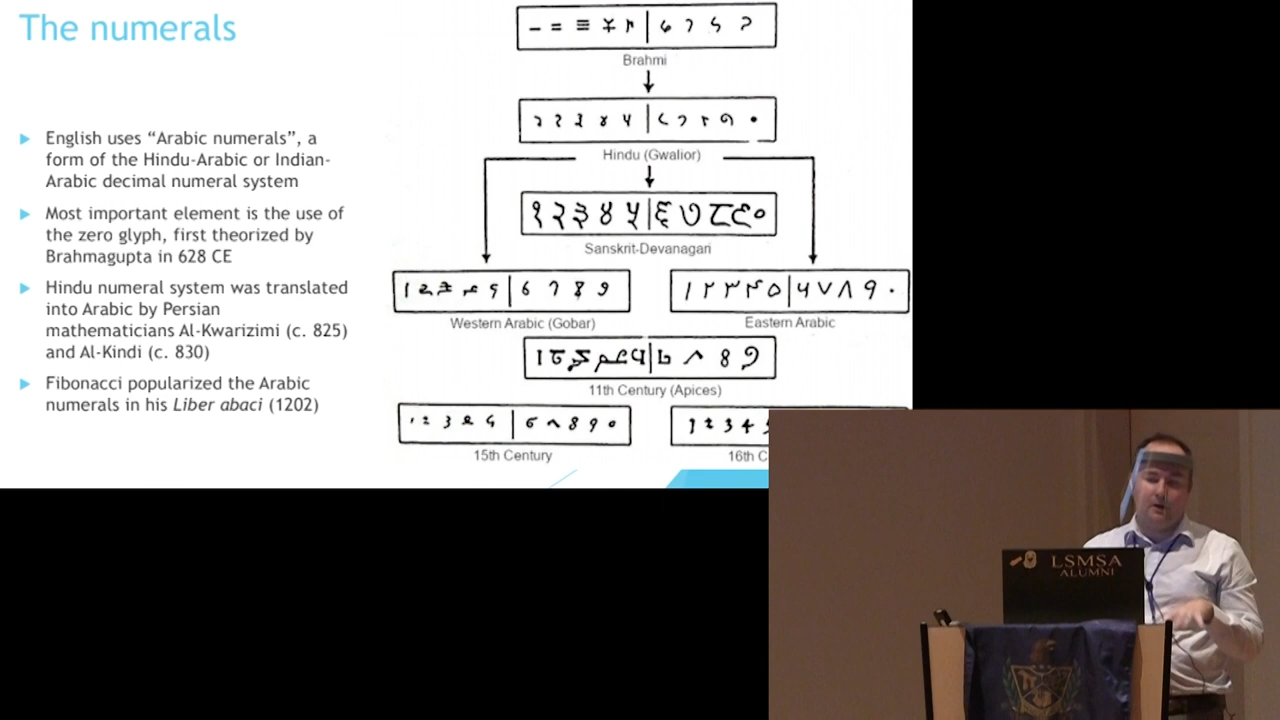 The numerals
English uses “Arabic numerals”, a
form of the Hindu-Arabic or Indian-
Arabic decimal numeral system
Most important element is the use of
the zero glyph, first theorized by
Brahmagupta in 628 CE
Hindu numeral system was translated
into Arabic by Persian
mathematicians Al-Kwarizimi (c. 825)
and Al-Kindi (c. 830)
Fibonacci popularized the Arabic
numerals in his Liber abaci (1202)
Brahmi
Hindu (Gwalior)
१२३४५|६७८९०
Sanskrit-Devanagari
Western Arabic (Gobar)
Eastern Arabic
11th Century (Apices)
15th Century
16th C
LSMSA
ALUMNI